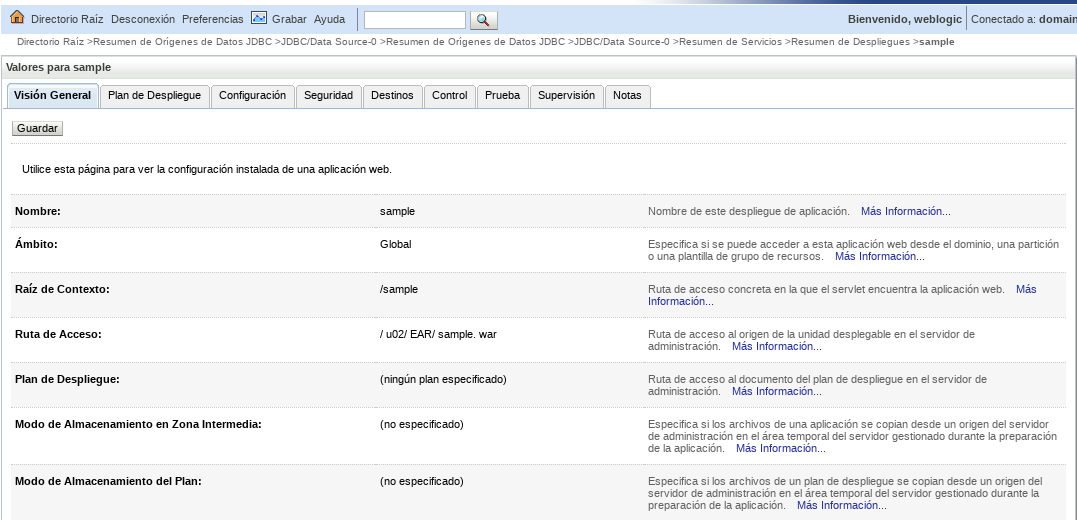 Directorio Raíz Desconexión Preferencias Grabar Ayuda Bienvenido, weblogic Conectado a: domain
Directorio Raíz >Resumen de Orígenes de Datos JDBC >JDBC/Data Source-0 >Resumen de Orígenes de Datos JDBC >JDBC/Data Source-0 >Resumen de Servicios >Resumen de Despliegues >sample
Valores para sample
Visión General Plan de Despliegue Configuración Seguridad Destinos Control Prueba Supervisión Notas
Guardar
Utilice esta página para ver la configuración instalada de una aplicación web.
Nombre: sample Nombre de este despliegue de aplicación. Más Información...
Ámbito: Global Especifica si se puede acceder a esta aplicación web desde el dominio, una partición
o una plantilla de grupo de recursos. Más Información...
Raíz de Contexto: /sample Ruta de acceso concreta en la que el servlet encuentra la aplicación web. Más
Información...
Ruta de Acceso: / u02/ EAR/ sample. war Ruta de acceso al origen de la unidad desplegable en el servidor de
administración. Más Información...
Plan de Despliegue: (ningún plan especificado) Ruta de acceso al documento del plan de despliegue en el servidor de
administración. Más Información...
Modo de Almacenamiento en Zona Intermedia: (no especificado) Especifica si los archivos de una aplicación se copian desde un origen del servidor
de administración en el área temporal del servidor gestionado durante la preparación
de la aplicación. Más Información...
Modo de Almacenamiento del Plan: (no especificado) Especifica si los archivos de un plan de despliegue se copian desde un origen del
servidor de administración en el área temporal del servidor gestionado durante la
preparación de la aplicación. Más Información...